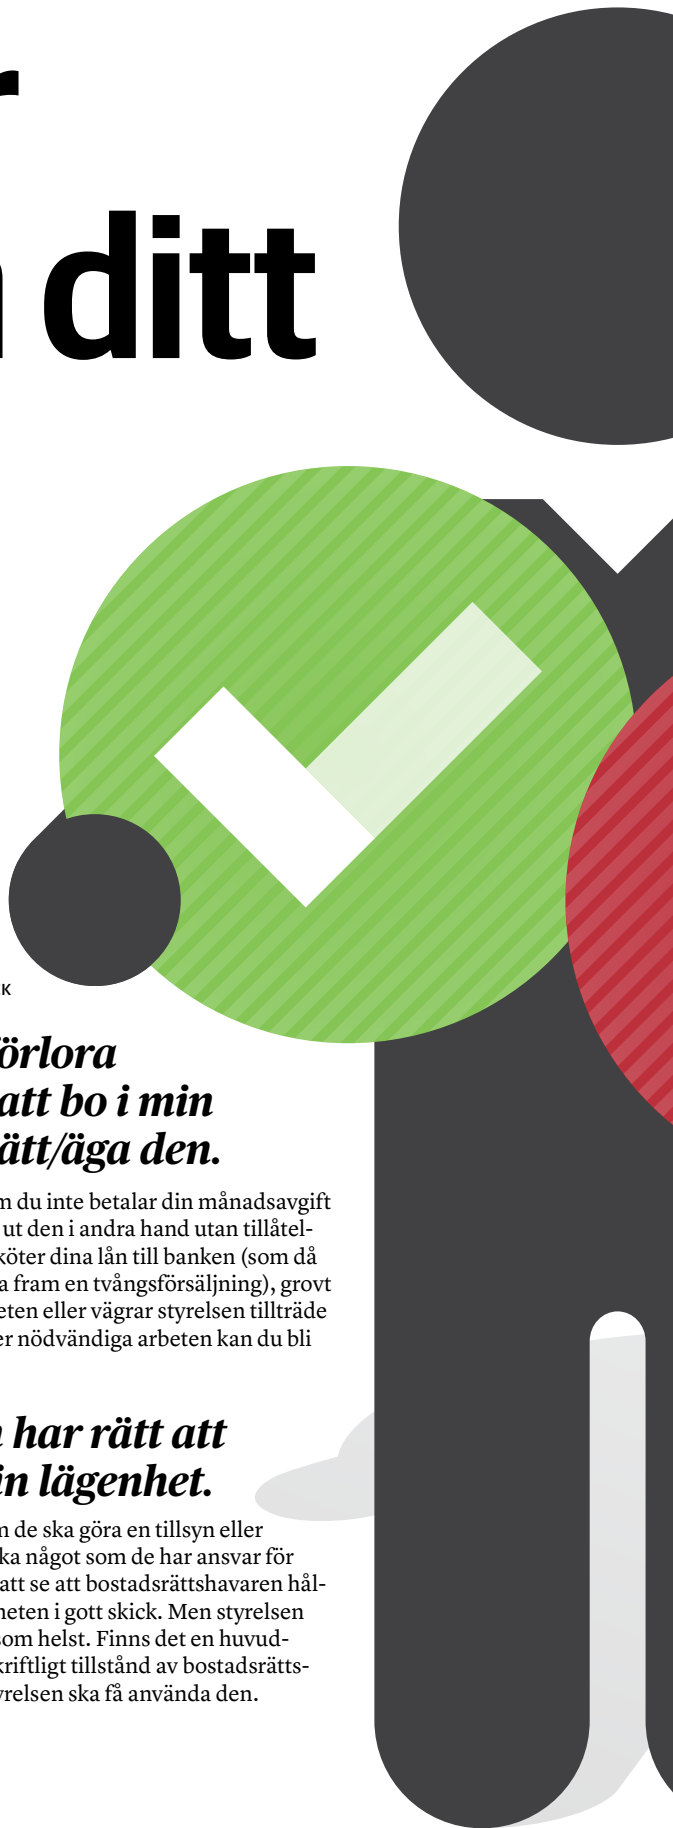 r
ditt
K
förlora
att bo i min
ätt/äga den.
m du inte betalar din månadsavgift
ut den i andra hand utan tillåtel-
köter dina lån till banken (som då
a fram en tvångsförsäljning), grovt
eten eller vägrar styrelsen tillträde
er nödvändiga arbeten kan du bli
har rätt att
in lägenhet.
n de ska göra en tillsyn eller
ka något som de har ansvar för
att se att bostadsrättshavaren hål-
heten i gott skick. Men styrelsen
som helst. Finns det en huvud-
kriftligt tillstånd av bostadsrätts-
yrelsen ska få använda den.